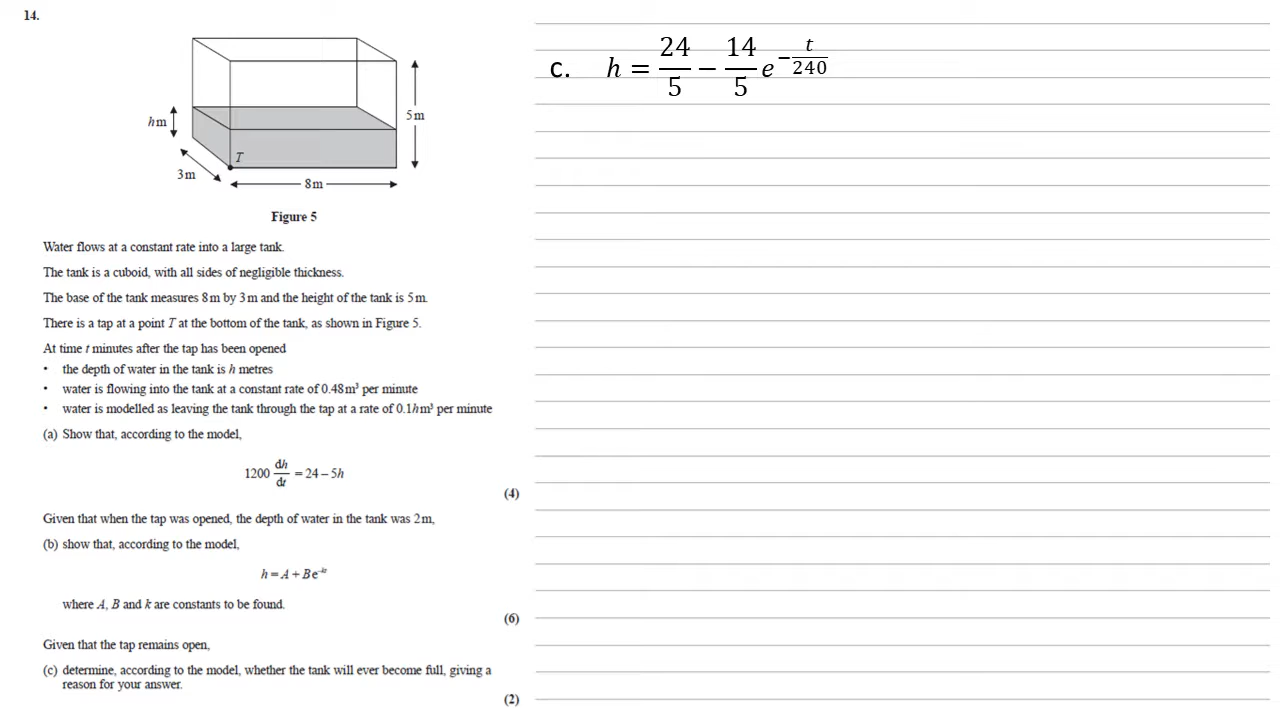 14.
h m
5 m
T
3 m
8 m
Figure 5
Water flows at a constant rate into a large tank.
The tank is a cuboid, with all sides of negligible thickness.
The base of the tank measures 8 m by 3 m and the height of the tank is 5 m.
There is a tap at a point T at the bottom of the tank, as shown in Figure 5.
At time t minutes after the tap has been opened
• the depth of water in the tank is h metres
• water is flowing into the tank at a constant rate of 0.48 m³ per minute
• water is modelled as leaving the tank through the tap at a rate of 0.1h m³ per minute
(a) Show that, according to the model,
1200 dh/dt = 24 – 5h
(4)
Given that when the tap was opened, the depth of water in the tank was 2 m,
(b) show that, according to the model,
h = A + Be^{–kt}
where A, B and k are constants to be found.
(6)
Given that the tap remains open,
(c) determine, according to the model, whether the tank will ever become full, giving a
reason for your answer.
(2)
c. h = 24/5 − 14/5 e^{−t/240}